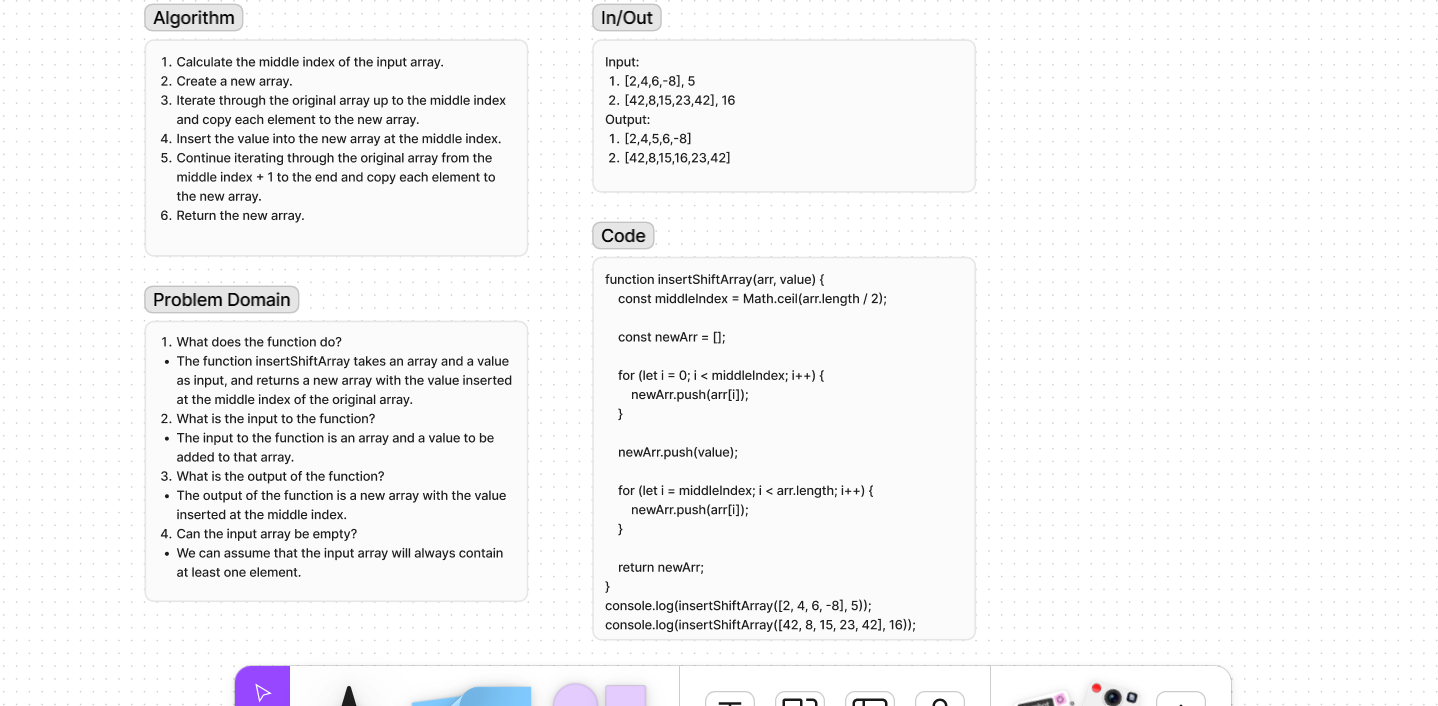 Algorithm
1. Calculate the middle index of the input array.
2. Create a new array.
3. Iterate through the original array up to the middle index
and copy each element to the new array.
4. Insert the value into the new array at the middle index.
5. Continue iterating through the original array from the
middle index + 1 to the end and copy each element to
the new array.
6. Return the new array.
Problem Domain
1. What does the function do?
• The function insertShiftArray takes an array and a value
as input, and returns a new array with the value inserted
at the middle index of the original array.
2. What is the input to the function?
• The input to the function is an array and a value to be
added to that array.
3. What is the output of the function?
• The output of the function is a new array with the value
inserted at the middle index.
4. Can the input array be empty?
• We can assume that the input array will always contain
at least one element.
In/Out
Input:
1. [2,4,6,-8], 5
2. [42,8,15,23,42], 16
Output:
1. [2,4,5,6,-8]
2. [42,8,15,16,23,42]
Code
function insertShiftArray(arr, value) {
const middleIndex = Math.ceil(arr.length / 2);
const newArr = [];
for (let i = 0; i < middleIndex; i++) {
newArr.push(arr[i]);
}
newArr.push(value);
for (let i = middleIndex; i < arr.length; i++) {
newArr.push(arr[i]);
}
return newArr;
}
console.log(insertShiftArray([2, 4, 6, -8], 5));
console.log(insertShiftArray([42, 8, 15, 23, 42], 16));